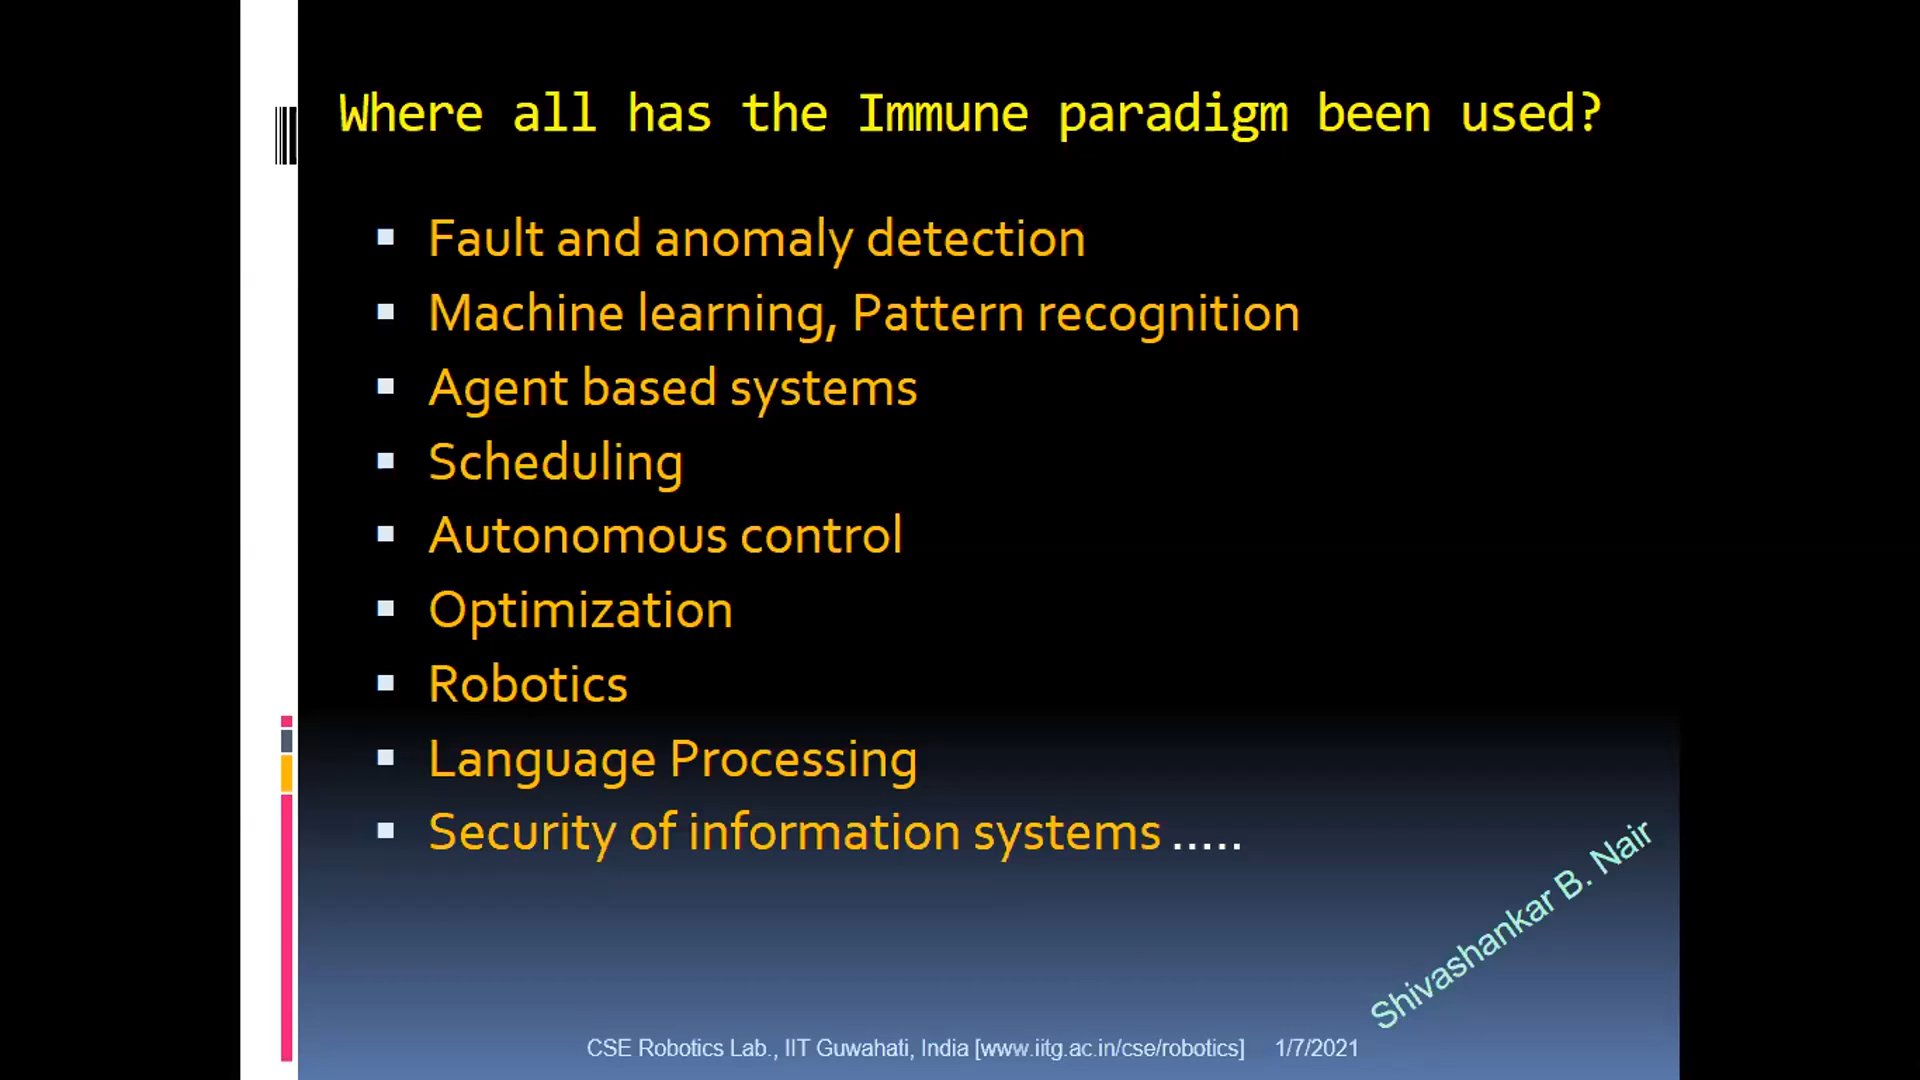 Where all has the Immune paradigm been used?
Fault and anomaly detection
Machine learning, Pattern recognition
Agent based systems
Scheduling
Autonomous control
Optimization
Robotics
Language Processing
Security of information systems .....
Shivashankar B. Nair
CSE Robotics Lab., IIT Guwahati, India [www.iitg.ac.in/cse/robotics] 1/7/2021